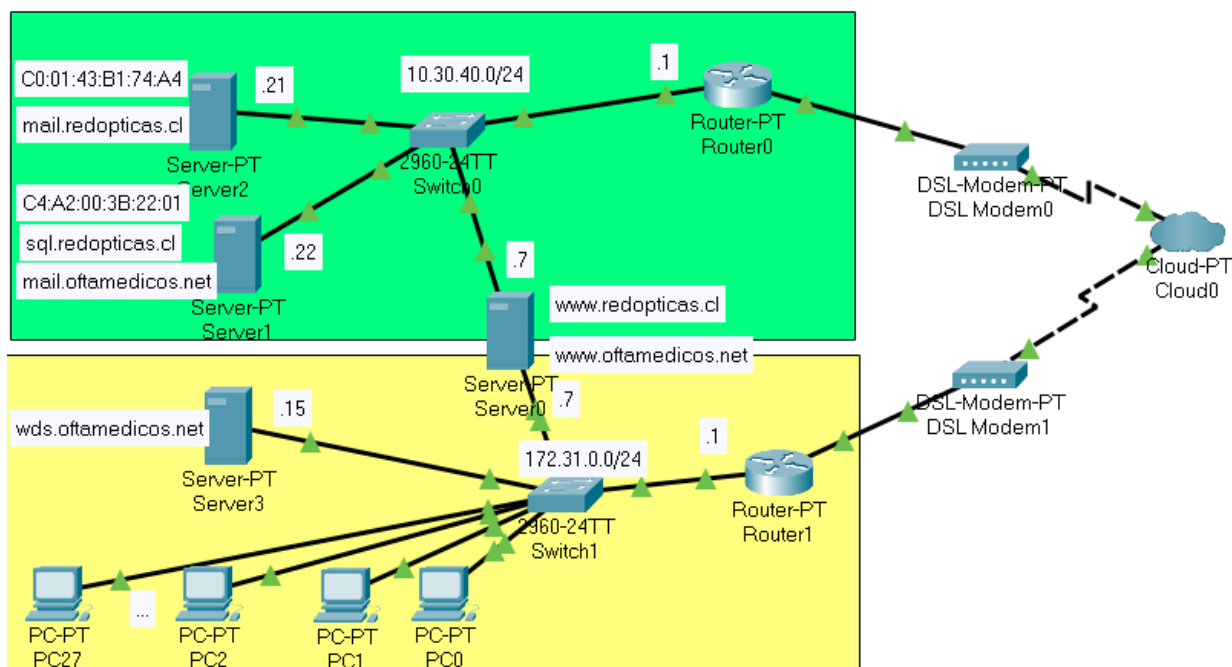 C0:01:43:B1:74:A4
.21
10.30.40.0/24
.1
mail.redopticas.cl
Router-PT
Router0
Server-PT
Server2
2960-24TT
Switch0
DSL-Modem-PT
DSL Modem0
C4:A2:00:3B:22:01
sql.redopticas.cl
.22
.7
mail.oftamedicos.net
Cloud-PT
Cloud0
Server-PT
Server1
www.redopticas.cl
www.oftamedicos.net
Server-PT
Server0
DSL-Modem-PT
DSL Modem1
.15
.7
wds.oftamedicos.net
.1
172.31.0.0/24
Server-PT
Server3
2960-24TT
Switch1
Router-PT
Router1
...
PC-PT
PC27
PC-PT
PC2
PC-PT
PC1
PC-PT
PC0